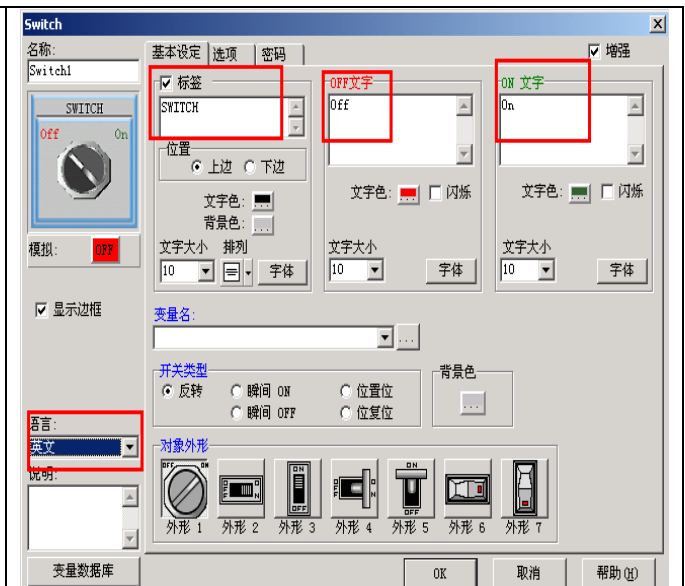 Switch
名称:
Switch1
SWITCH
Off On
模拟: OFF
显示边框
语言:
英文
说明:
变量数据库
基本设定 选项 密码
增强
标签
SWITCH
位置
上边 下边
文字色: ...
背景色: ...
文字大小 排列
10 字体
OFF文字
Off
文字色: ... 闪烁
文字大小
10 字体
ON 文字
On
文字色: ... 闪烁
文字大小
10 字体
变量名:
...
开关类型
反转 瞬间 ON 位置位
瞬间 OFF 位复位
背景色
...
对象外形
外形 1 外形 2 外形 3 外形 4 外形 5 外形 6 外形 7
OK 取消 帮助(H)